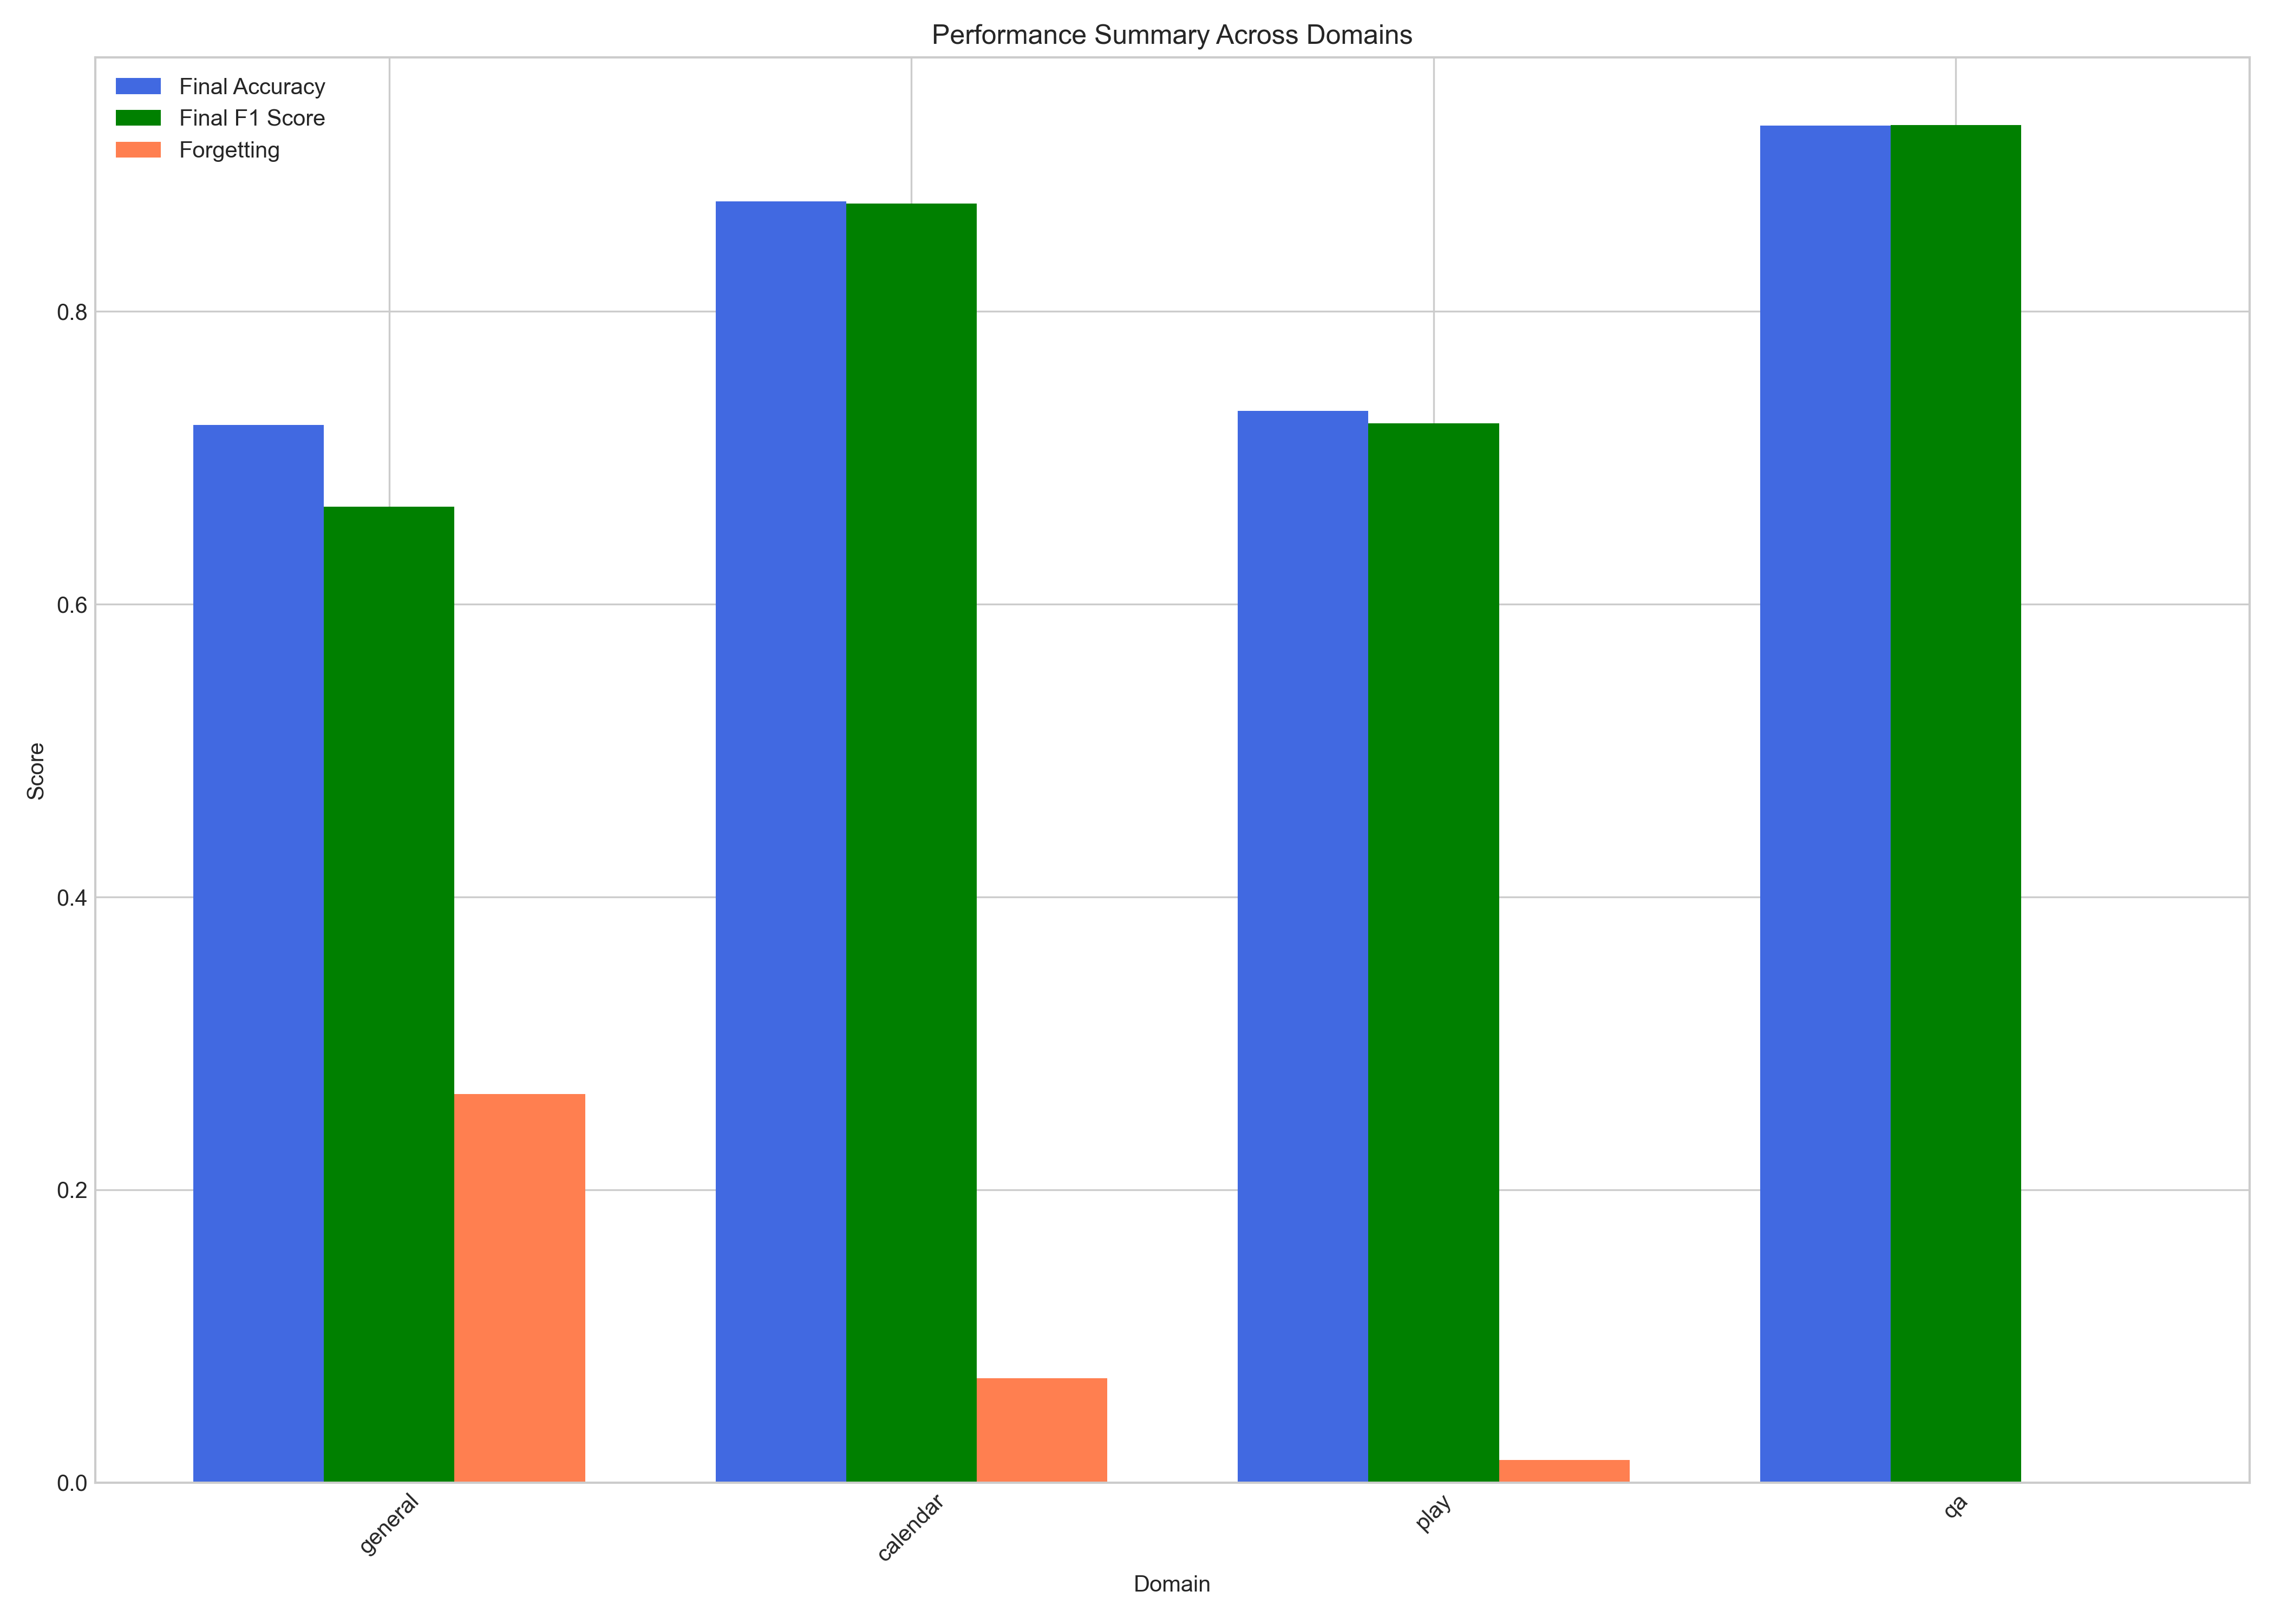 Performance Summary Across Domains
Final Accuracy
Final F1 Score
Forgetting
Score
0.8
0.6
0.4
0.2
0.0
general
calendar
play
qa
Domain